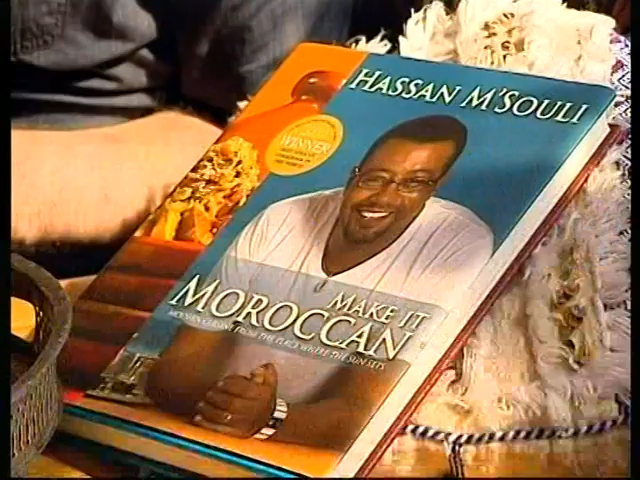 HASSAN M'SOULI
WINNER
MAKE IT
MOROCCAN
MODERN CUISINE FROM THE PLACE WHERE THE SUN SETS